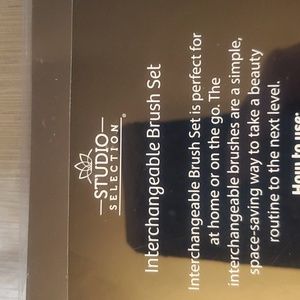 STUDIO
SELECTION®
Interchangeable Brush Set
Interchangeable Brush Set is perfect for
at home or on the go. The
interchangeable brushes are a simple,
space-saving way to take a beauty
routine to the next level.
How to use: